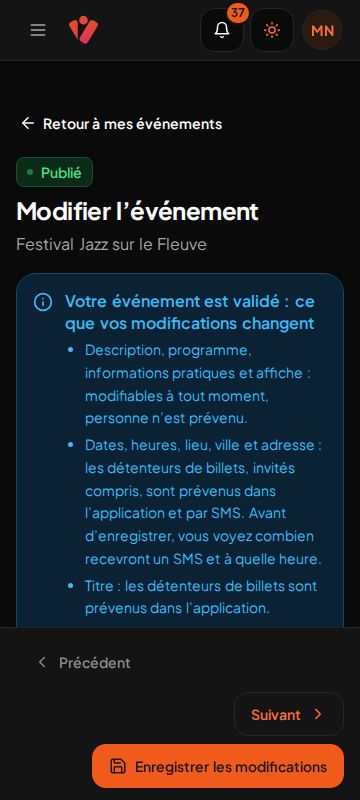 37
MN
Retour à mes événements
Publié
Modifier l’événement
Festival Jazz sur le Fleuve
Votre événement est validé : ce
que vos modifications changent
• Description, programme,
informations pratiques et affiche :
modifiables à tout moment,
personne n’est prévenu.
• Dates, heures, lieu, ville et adresse :
les détenteurs de billets, invités
compris, sont prévenus dans
l’application et par SMS. Avant
d’enregistrer, vous voyez combien
recevront un SMS et à quelle heure.
• Titre : les détenteurs de billets sont
prévenus dans l’application.
Précédent
Suivant
Enregistrer les modifications